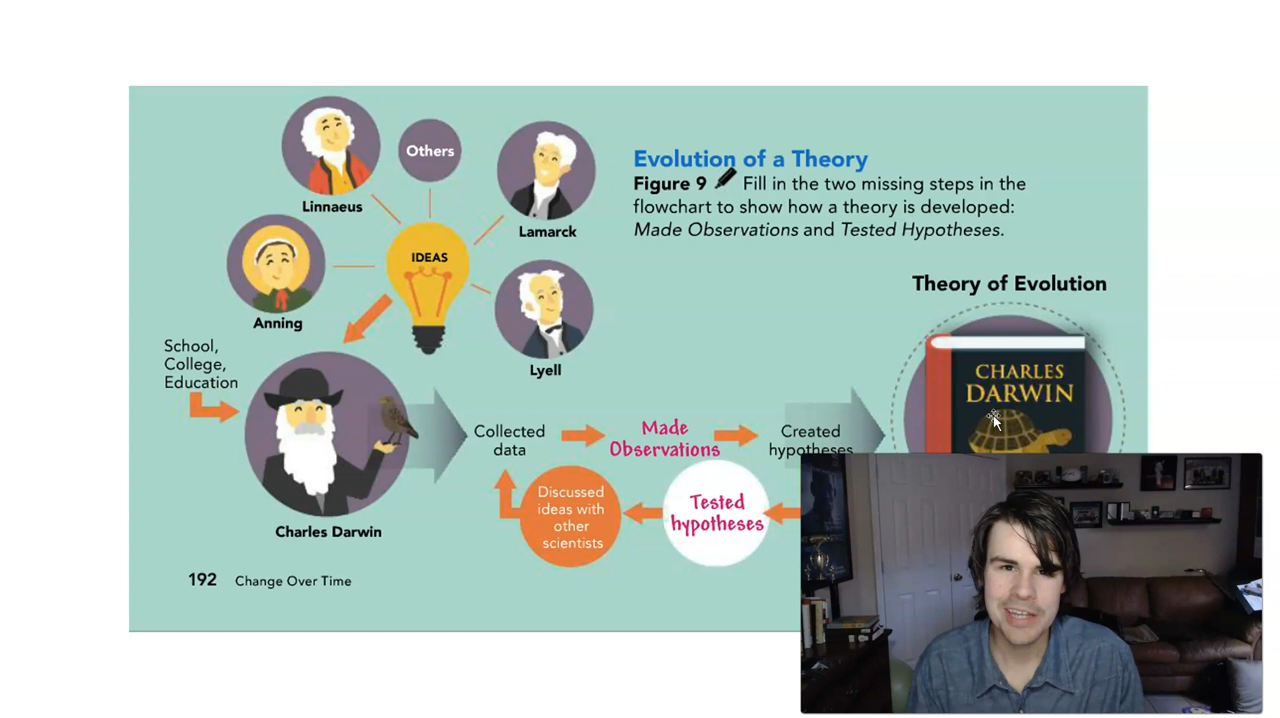 Others
Linnaeus
Lamarck
IDEAS
Anning
Lyell
Evolution of a Theory
Figure 9 Fill in the two missing steps in the
flowchart to show how a theory is developed:
Made Observations and Tested Hypotheses.
Theory of Evolution
CHARLES
DARWIN
School,
College,
Education
Charles Darwin
Collected
data
Made
Observations
Created
hypotheses
Discussed
ideas with
other
scientists
Tested
hypotheses
192 Change Over Time